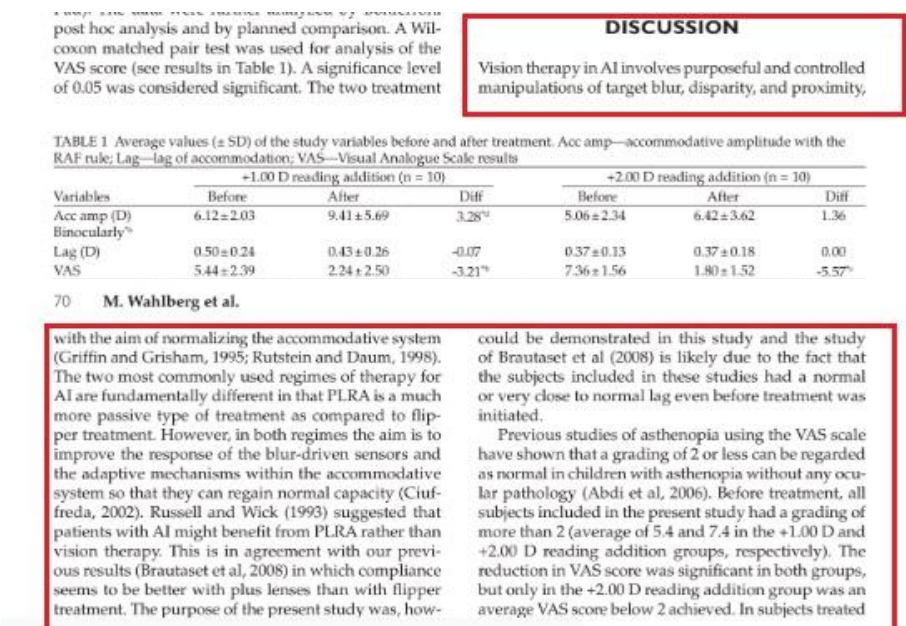 post hoc analysis and by planned comparison. A Wil-
coxon matched pair test was used for analysis of the
VAS score (see results in Table 1). A significance level
of 0.05 was considered significant. The two treatment
DISCUSSION
Vision therapy in AI involves purposeful and controlled
manipulations of target blur, disparity, and proximity,
TABLE 1 Average values (± SD) of the study variables before and after treatment. Acc amp—accommodative amplitude with the
RAF rule; Lag—lag of accommodation; VAS—Visual Analogue Scale results
+1.00 D reading addition (n = 10) +2.00 D reading addition (n = 10)
Variables Before After Diff Before After Diff
Acc amp (D) 6.12±2.03 9.41±5.69 3.28 5.06±2.34 6.42±3.62 1.36
Binocularly
Lag (D) 0.50±0.24 0.43±0.26 -0.07 0.37±0.13 0.37±0.18 0.00
VAS 5.44±2.39 2.24±2.50 -3.21 7.36±1.56 1.80±1.52 -5.57
70 M. Wahlberg et al.
with the aim of normalizing the accommodative system
(Griffin and Grisham, 1995; Rutstein and Daum, 1998).
The two most commonly used regimes of therapy for
AI are fundamentally different in that PLRA is a much
more passive type of treatment as compared to flip-
per treatment. However, in both regimes the aim is to
improve the response of the blur-driven sensors and
the adaptive mechanisms within the accommodative
system so that they can regain normal capacity (Ciuf-
freda, 2002). Russell and Wick (1993) suggested that
patients with AI might benefit from PLRA rather than
vision therapy. This is in agreement with our previ-
ous results (Brautaset et al, 2008) in which compliance
seems to be better with plus lenses than with flipper
treatment. The purpose of the present study was, how-
could be demonstrated in this study and the study
of Brautaset et al (2008) is likely due to the fact that
the subjects included in these studies had a normal
or very close to normal lag even before treatment was
initiated.
Previous studies of asthenopia using the VAS scale
have shown that a grading of 2 or less can be regarded
as normal in children with asthenopia without any ocu-
lar pathology (Abdi et al, 2006). Before treatment, all
subjects included in the present study had a grading of
more than 2 (average of 5.4 and 7.4 in the +1.00 D and
+2.00 D reading addition groups, respectively). The
reduction in VAS score was significant in both groups,
but only in the +2.00 D reading addition group was an
average VAS score below 2 achieved. In subjects treated